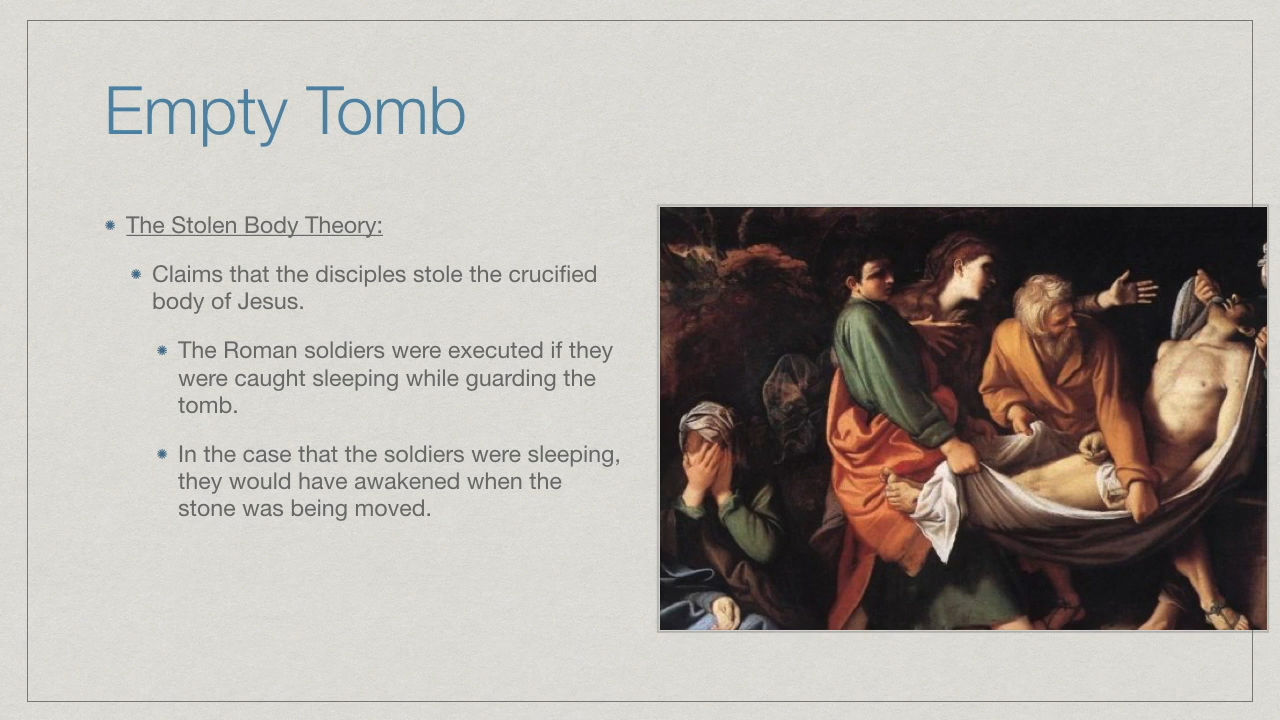 Empty Tomb
The Stolen Body Theory:
Claims that the disciples stole the crucified
body of Jesus.
The Roman soldiers were executed if they
were caught sleeping while guarding the
tomb.
In the case that the soldiers were sleeping,
they would have awakened when the
stone was being moved.